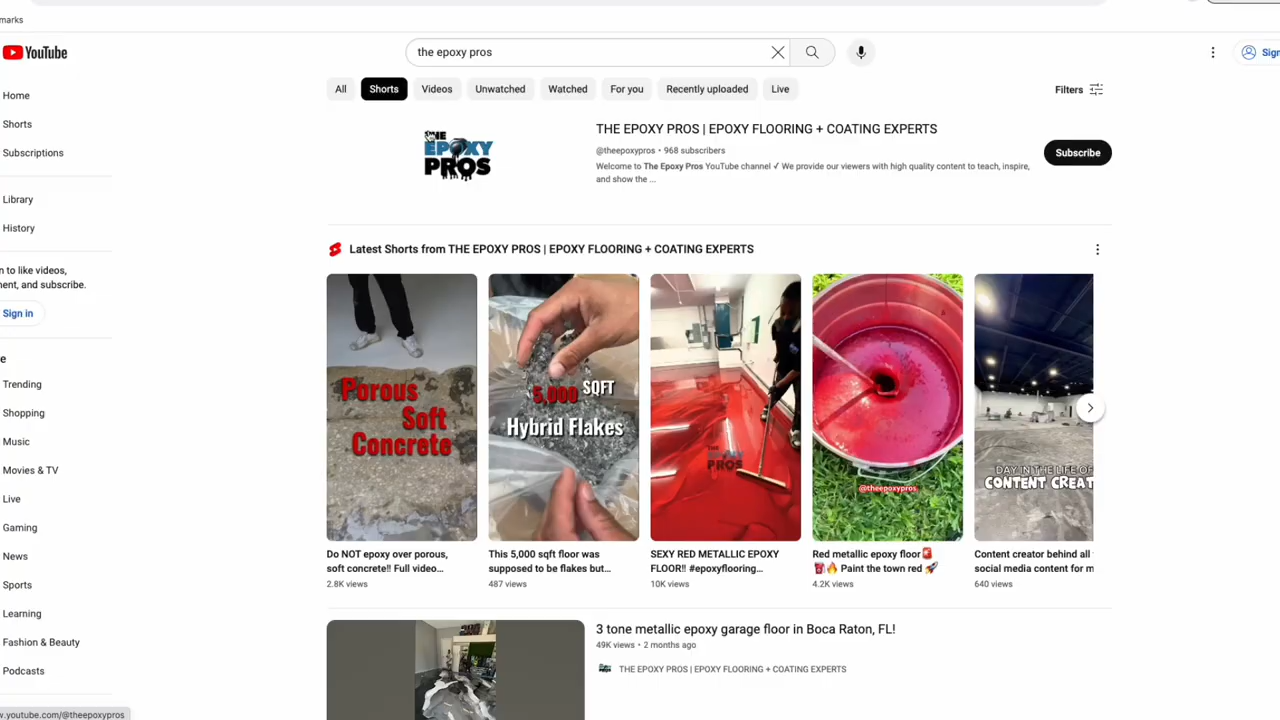 marks
YouTube
the epoxy pros
Sign
All
Shorts
Videos
Unwatched
Watched
For you
Recently uploaded
Live
Filters
Home
Shorts
Subscriptions
Library
History
n to like videos,
ment, and subscribe.
Sign in
e
Trending
Shopping
Music
Movies & TV
Live
Gaming
News
Sports
Learning
Fashion & Beauty
Podcasts
w.youtube.com/@theepoxypros
THE
EPOXY
PROS
THE EPOXY PROS | EPOXY FLOORING + COATING EXPERTS
@theepoxypros • 968 subscribers
Welcome to The Epoxy Pros YouTube channel ✓ We provide our viewers with high quality content to teach, inspire,
and show the ...
Subscribe
Latest Shorts from THE EPOXY PROS | EPOXY FLOORING + COATING EXPERTS
Porous
Soft
Concrete
Do NOT epoxy over porous,
soft concrete!! Full video...
2.8K views
5,000 SQFT
Hybrid Flakes
This 5,000 sqft floor was
supposed to be flakes but...
487 views
THE
EPOXY
PROS
SEXY RED METALLIC EPOXY
FLOOR!! #epoxyflooring...
10K views
@theepoxypros
Red metallic epoxy floor🚨
🥫🔥 Paint the town red 🚀
4.2K views
DAY IN THE LIFE OF
CONTENT CREAT
Content creator behind all
social media content for m
640 views
3 tone metallic epoxy garage floor in Boca Raton, FL!
49K views • 2 months ago
THE EPOXY PROS | EPOXY FLOORING + COATING EXPERTS